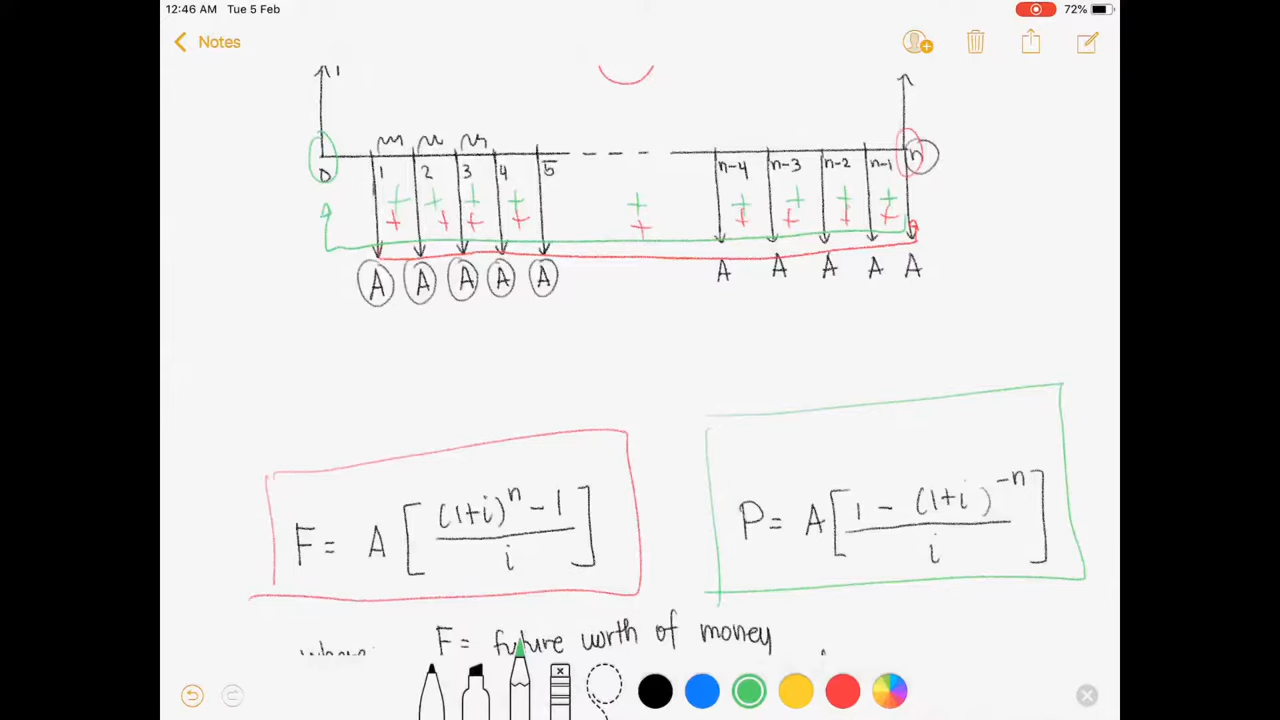 12:46 AM Tue 5 Feb 72%
Notes
0 1 2 3 4 5 n-4 n-3 n-2 n-1 n
+ + + + + + + + +
+ + + + + + + + +
A A A A A A A A A A
F = A [ (1+i)^n - 1 / i ]
P = A [ 1 - (1+i)^-n / i ]
F = future worth of money